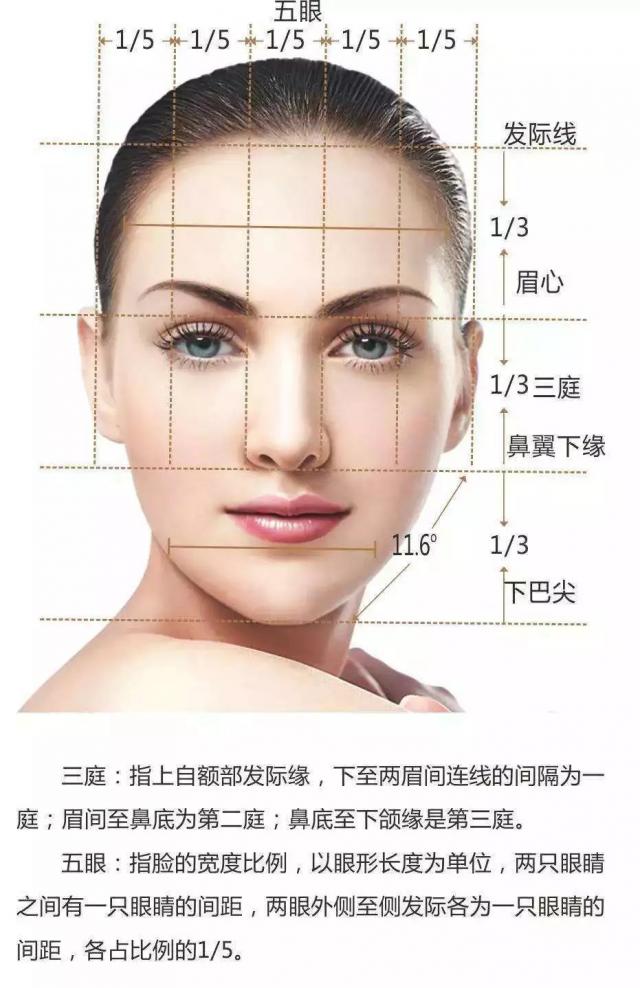 五眼
1/5 1/5 1/5 1/5 1/5
发际线
1/3
眉心
1/3三庭
鼻翼下缘
11.6⁰
1/3
下巴尖
三庭：指上自额部发际缘，下至两眉间连线的间隔为一
庭；眉间至鼻底为第二庭；鼻底至下颌缘是第三庭。
五眼：指脸的宽度比例，以眼形长度为单位，两只眼睛
之间有一只眼睛的间距，两眼外侧至侧发际各为一只眼睛的
间距，各占比例的1/5。